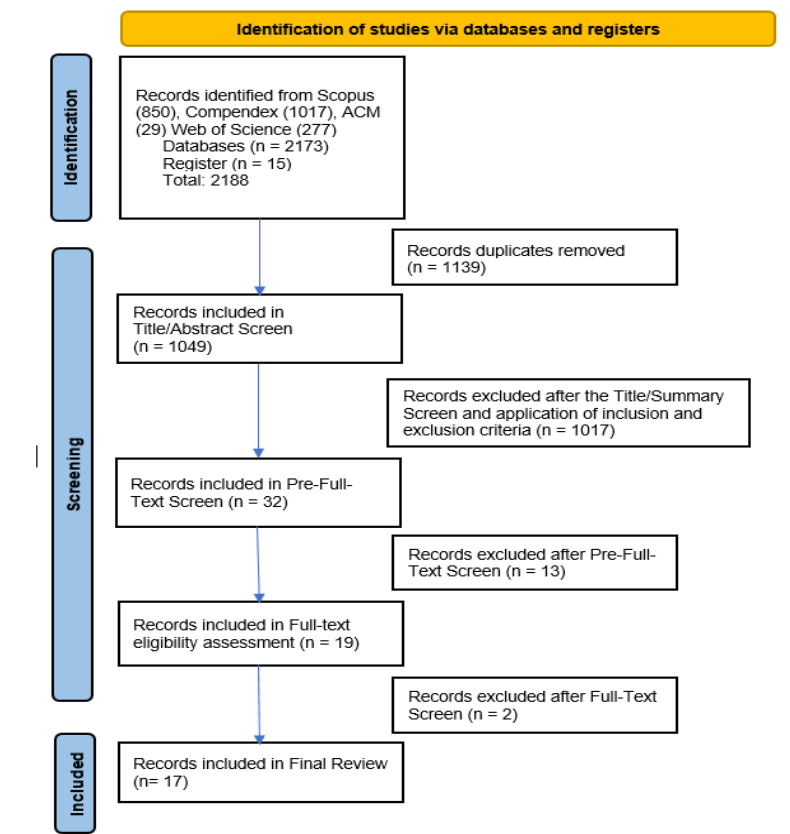 Identification of studies via databases and registers
Identification
Records identified from Scopus
(850), Compendex (1017), ACM
(29) Web of Science (277)
Databases (n = 2173)
Register (n = 15)
Total: 2188
Records duplicates removed
(n = 1139)
Screening
Records included in
Title/Abstract Screen
(n = 1049)
Records excluded after the Title/Summary
Screen and application of inclusion and
exclusion criteria (n = 1017)
Records included in Pre-Full-
Text Screen (n = 32)
Records excluded after Pre-Full-
Text Screen (n = 13)
Records included in Full-text
eligibility assessment (n = 19)
Records excluded after Full-Text
Screen (n = 2)
Included
Records included in Final Review
(n= 17)